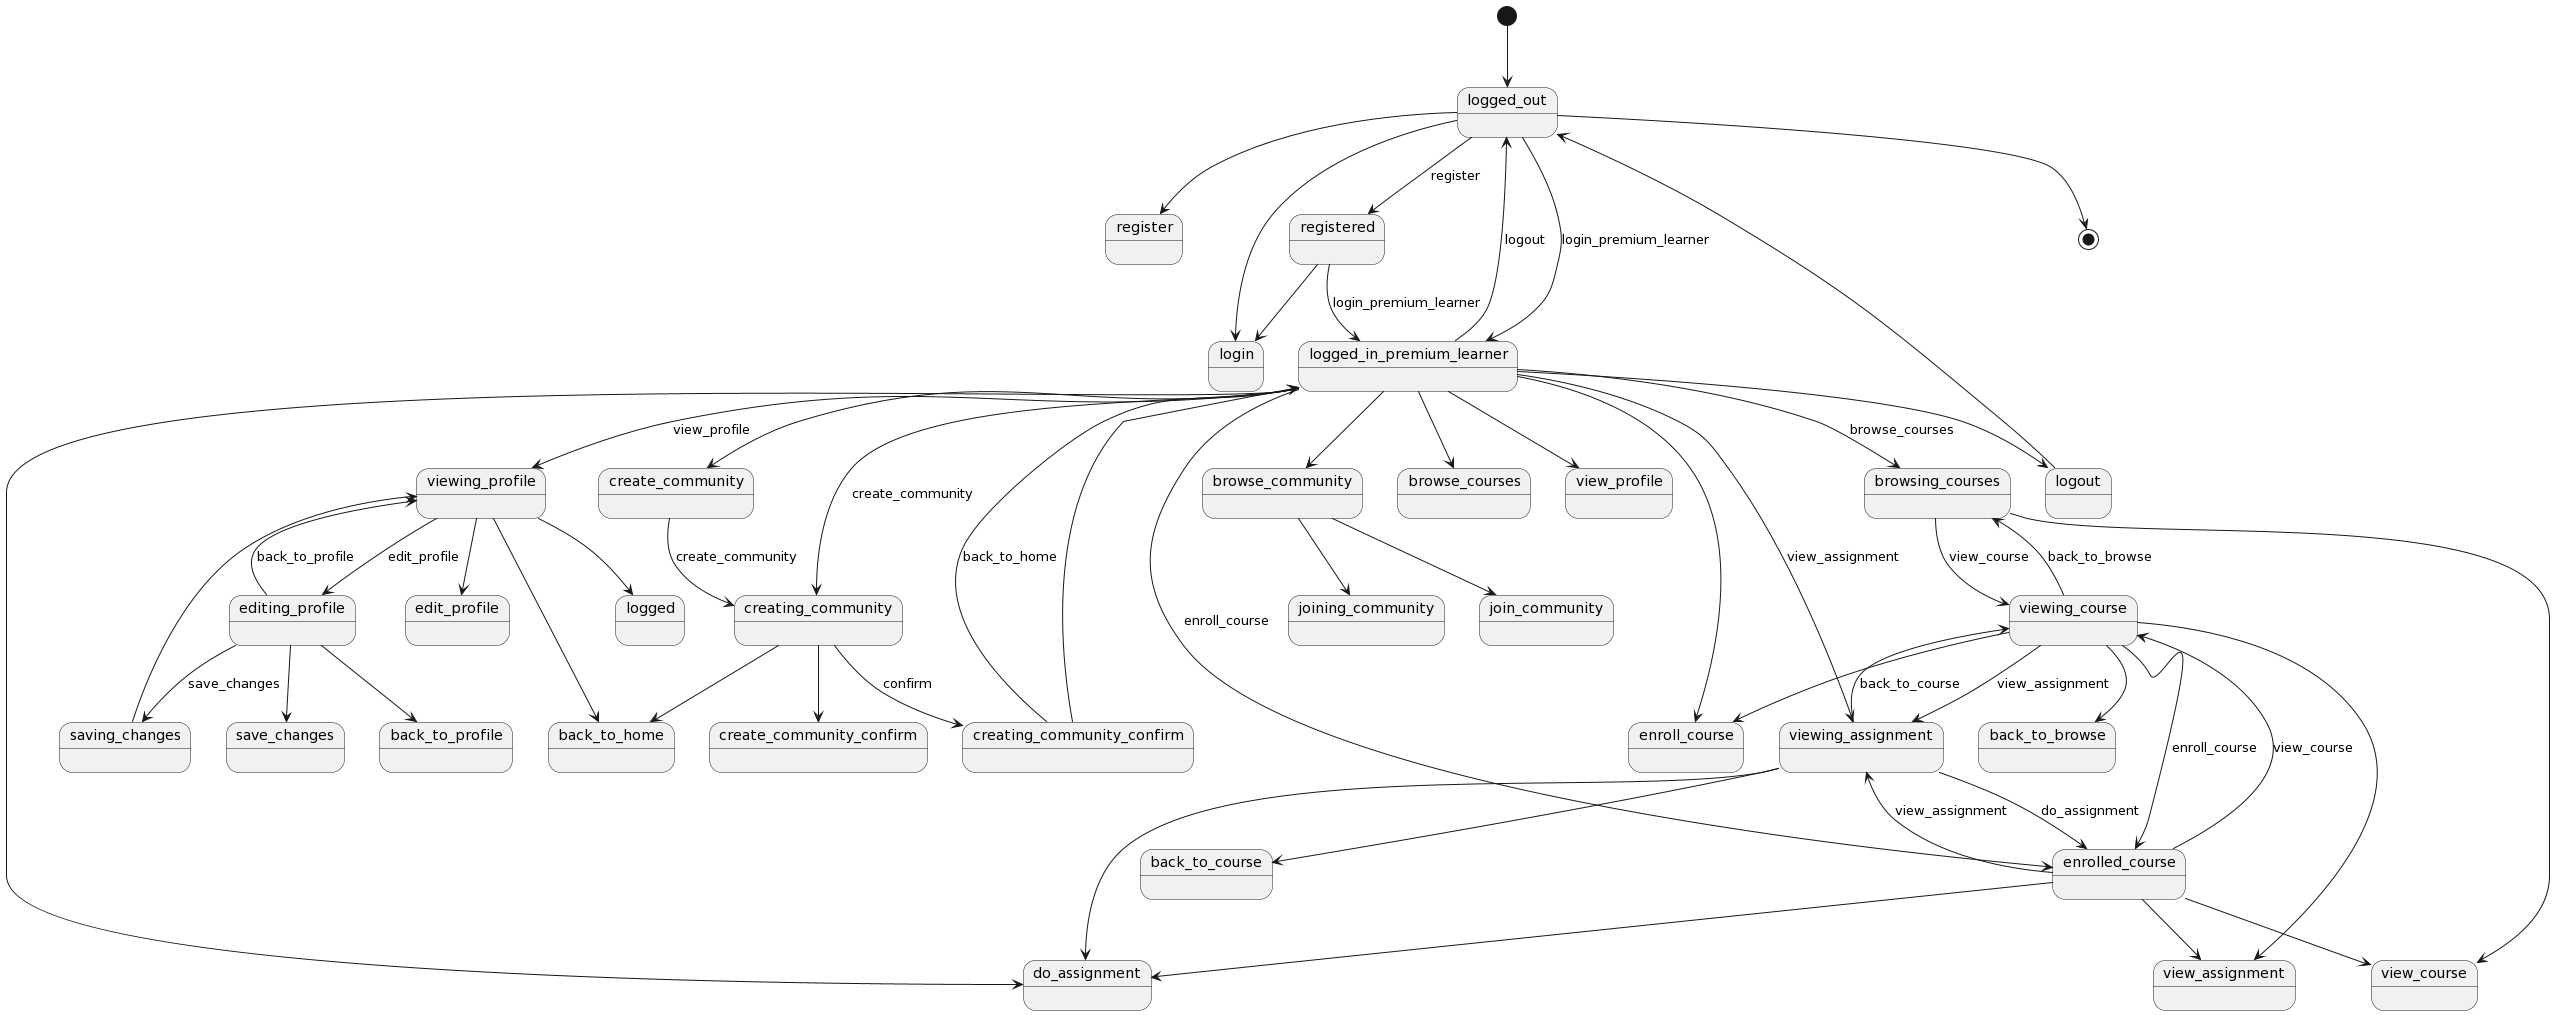 logged_out
register
register
registered
logout
login_premium_learner
login_premium_learner
login
logged_in_premium_learner
view_profile
browse_courses
viewing_profile
create_community
create_community
browse_community
browse_courses
view_profile
browsing_courses
logout
back_to_profile
edit_profile
create_community
back_to_home
view_assignment
view_course
back_to_browse
editing_profile
edit_profile
logged
creating_community
joining_community
join_community
viewing_course
enroll_course
save_changes
confirm
back_to_course
view_assignment
saving_changes
save_changes
back_to_profile
back_to_home
create_community_confirm
creating_community_confirm
enroll_course
viewing_assignment
back_to_browse
enroll_course
view_course
view_assignment
do_assignment
back_to_course
enrolled_course
do_assignment
view_assignment
view_course